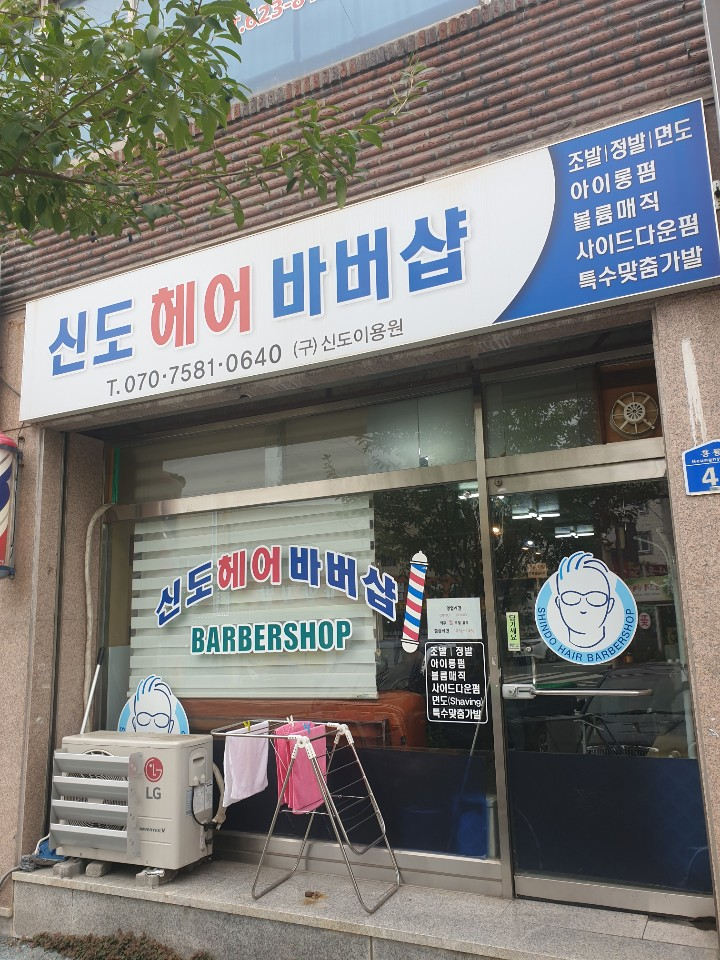 신도 헤어 바버샵
T. 070·7581·0640 (구)신도이용원
조발|정발|면도
아이롱펌
볼륨매직
사이드다운펌
특수맞춤가발
신도헤어바버샵
BARBERSHOP
조발 | 정발
아이롱펌
볼륨매직
사이드다운펌
면도(Shaving)
특수맞춤가발
SHINDO HAIR BARBERSHOP
LG
4